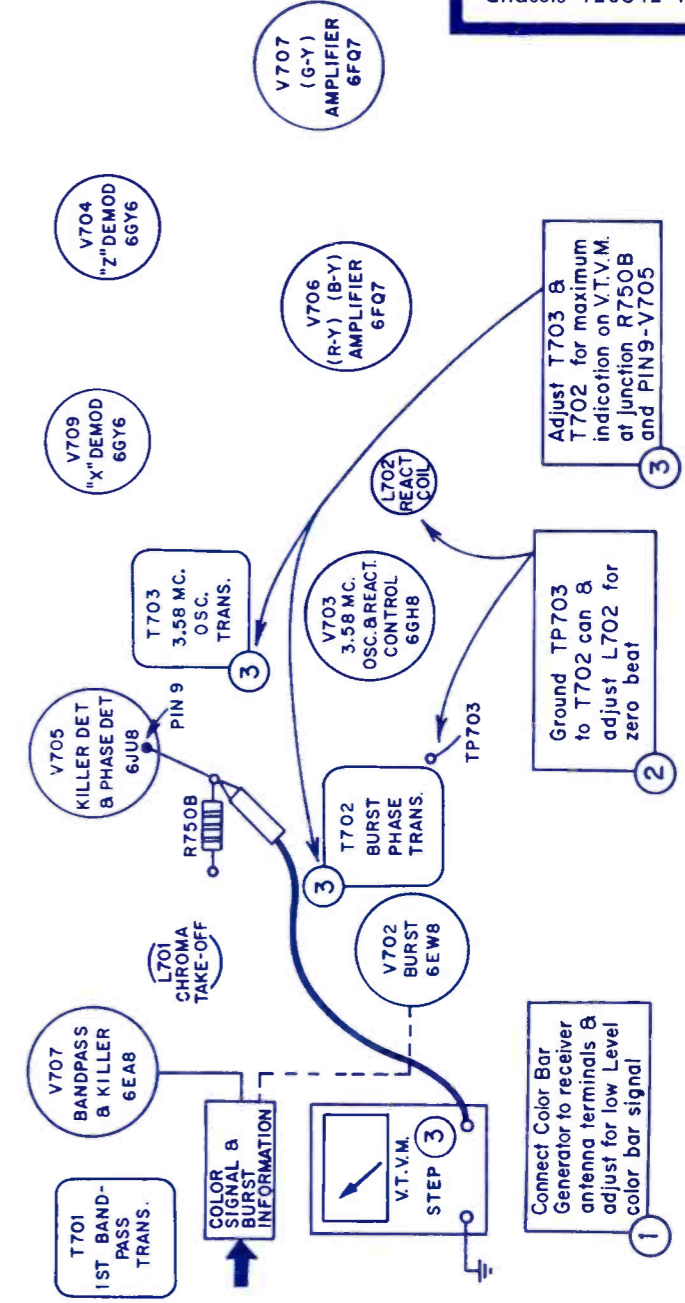 T701
1ST BAND-
PASS
TRANS.
V707
BANDPASS
& KILLER
6EA8
L701
CHROMA
TAKE-OFF
V705
KILLER DET
& PHASE DET
6JU8
PIN 9
R750B
T703
3.58 MC.
OSC.
TRANS.
3
V709
"X" DEMOD
6GY6
V704
"Z" DEMOD
6GY6
V707
(G-Y)
AMPLIFIER
6FQ7
COLOR
SIGNAL &
BURST
INFORMATION
V.T.V.M.
STEP 3
V702
BURST
6EW8
3
T702
BURST
PHASE
TRANS.
TP703
V703
3.58 MC.
OSC. & REACT.
CONTROL
6GH8
L702
REACT
COIL
V706
(R-Y) (B-Y)
AMPLIFIER
6FQ7
Connect Color Bar
Generator to receiver
antenna terminals &
adjust for low Level
color bar signal
1
Ground TP703
to T702 can &
adjust L702 for
zero beat
2
Adjust T703 &
T702 for maximum
indication on V.T.V.M.
at junction R750B
and PIN9-V705
3